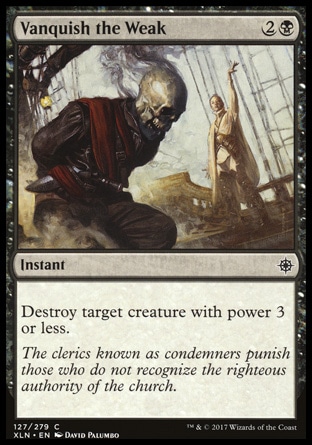 Vanquish the Weak 2
Instant
Destroy target creature with power 3
or less.
The clerics known as condemners punish
those who do not recognize the righteous
authority of the church.
127/279 C
XLN • EN David Palumbo
™ & © 2017 Wizards of the Coast